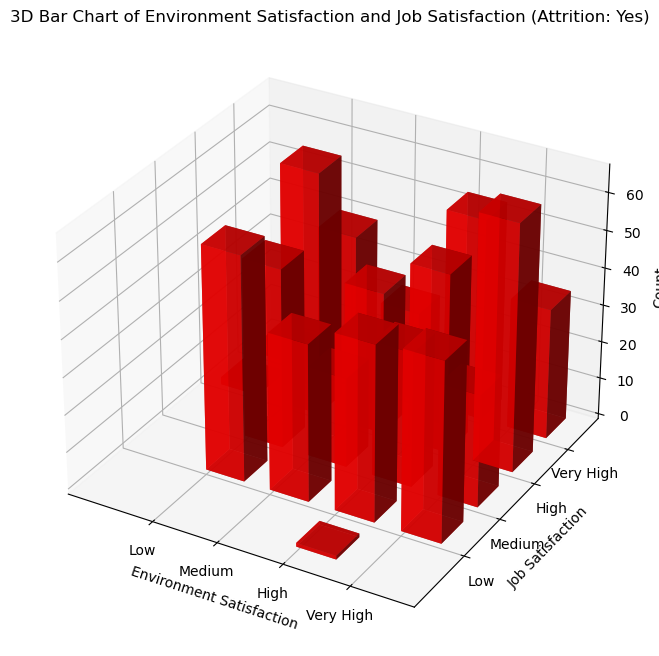 3D Bar Chart of Environment Satisfaction and Job Satisfaction (Attrition: Yes)
60
50
40
30
20
10
0
Count
Very High
High
Medium
Low
Job Satisfaction
Low
Medium
High
Very High
Environment Satisfaction